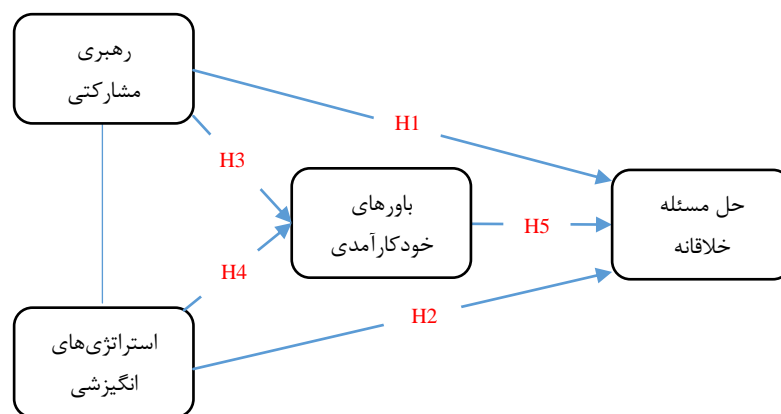 رهبری
مشارکتی
H1
H3
باورهای
خودکارآمدی
حل مسئله
خلاقانه
H5
H4
H2
استراتژی‌های
انگیزشی